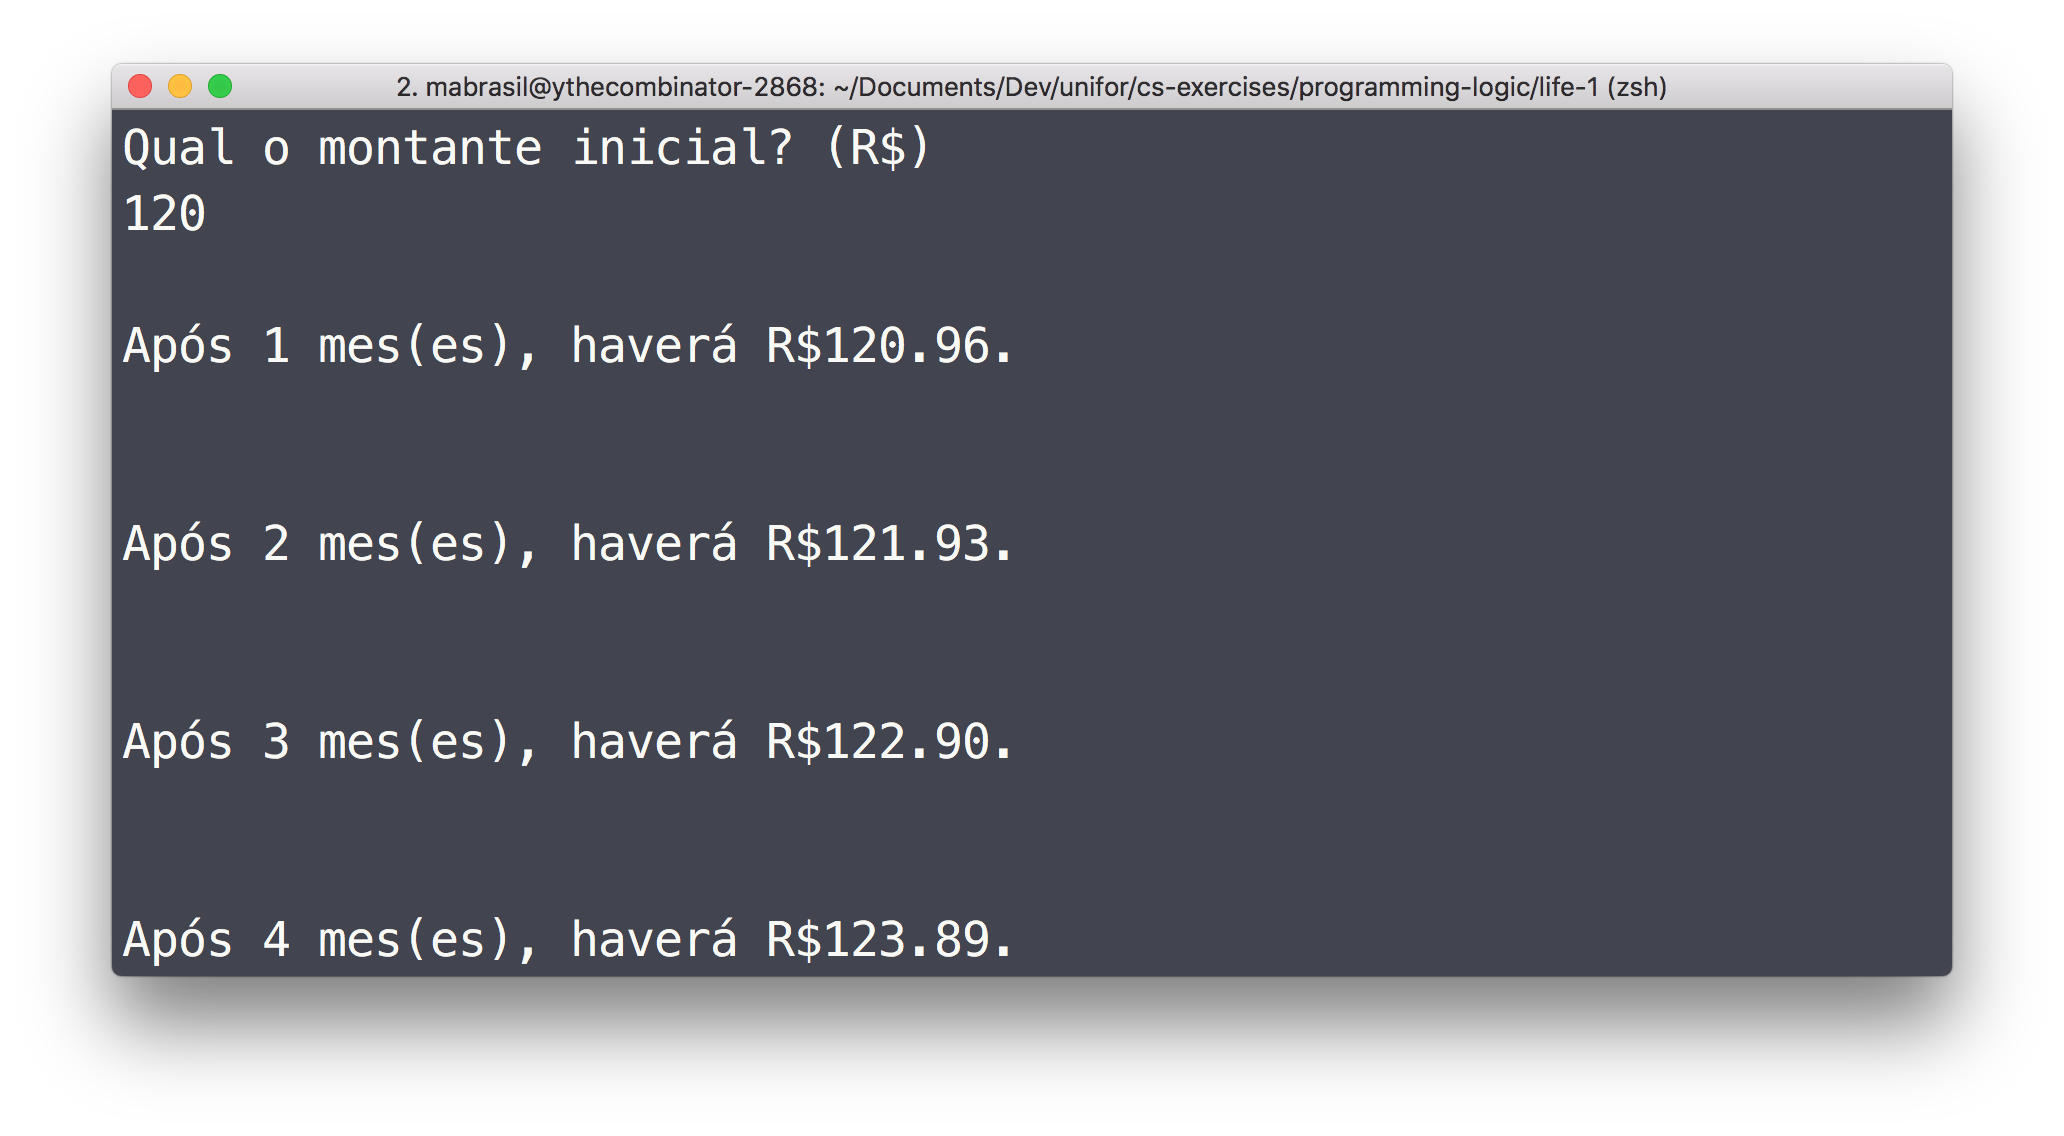 2. mabrasil@ythecombinator-2868: ~/Documents/Dev/unifor/cs-exercises/programming-logic/life-1 (zsh)
Qual o montante inicial? (R$)
120
Após 1 mes(es), haverá R$120.96.
Após 2 mes(es), haverá R$121.93.
Após 3 mes(es), haverá R$122.90.
Após 4 mes(es), haverá R$123.89.